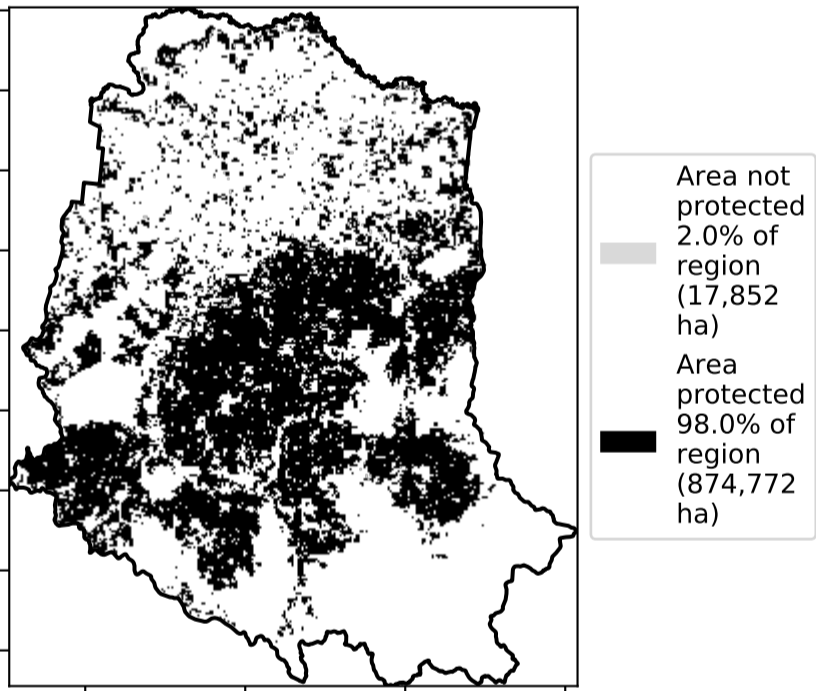 Area not
protected
2.0% of
region
(17,852
ha)
Area
protected
98.0% of
region
(874,772
ha)